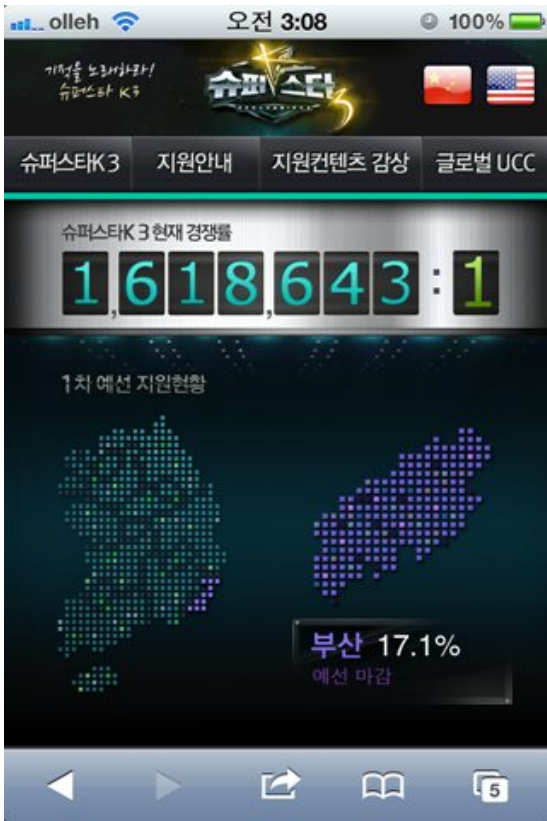 olleh 오전 3:08 100%
기적을 노래하라!
슈퍼스타 K3
슈퍼스타 3
슈퍼스타K 3 지원안내 지원컨텐츠 감상 글로벌 UCC
슈퍼스타K 3 현재 경쟁률
1,618,643:1
1차 예선 지원현황
부산 17.1%
예선 마감
5